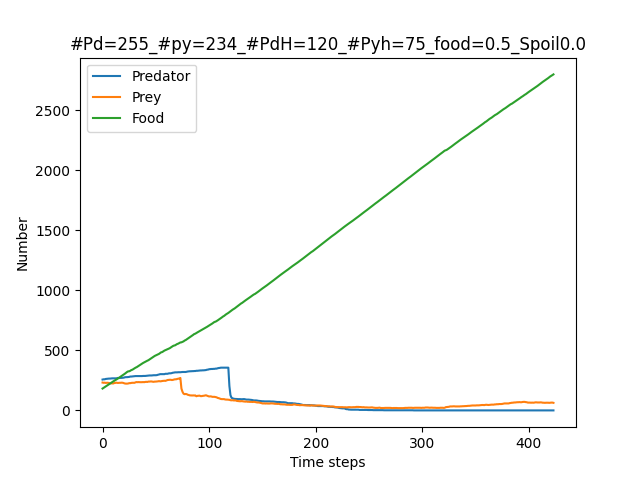 #Pd=255_#py=234_#PdH=120_#Pyh=75_food=0.5_Spoil0.0
Predator
Prey
Food
2500
2000
1500
1000
500
0
Number
0 100 200 300 400
Time steps